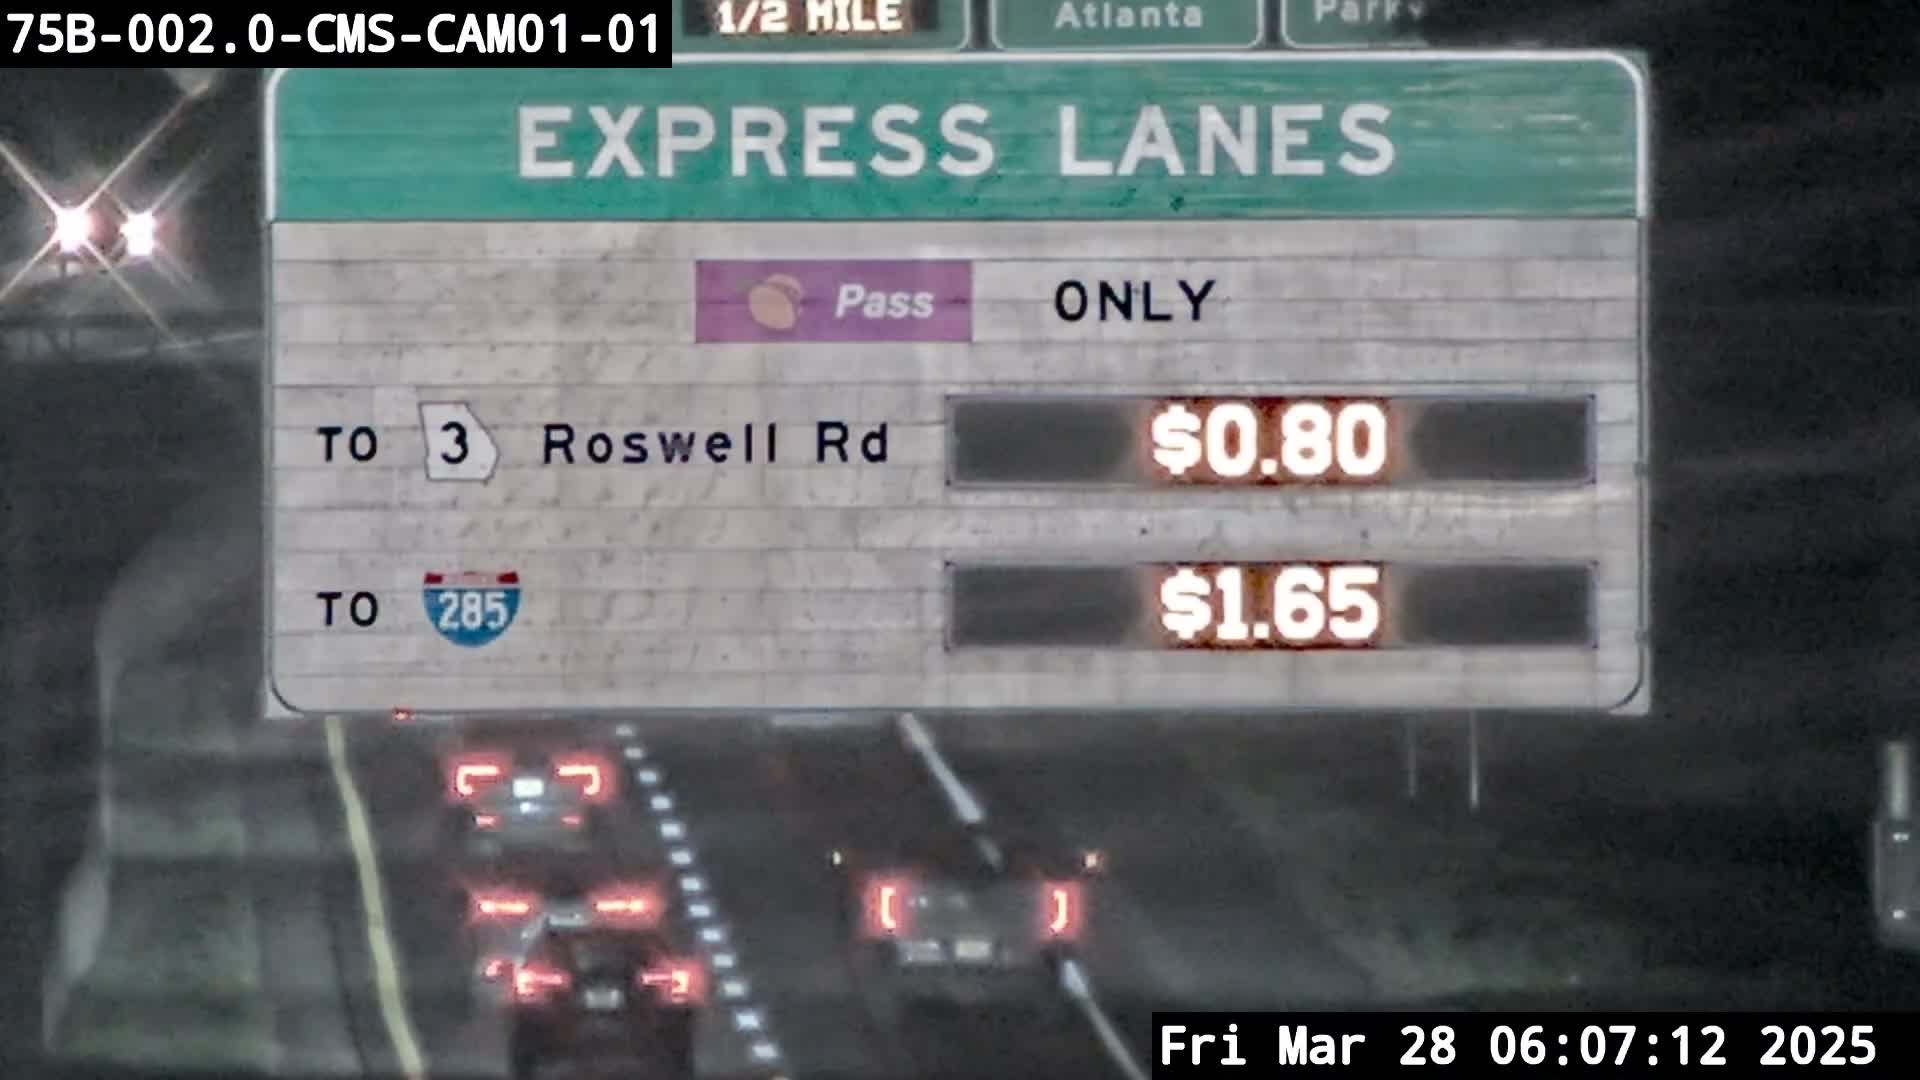 75B-002.0-CMS-CAM01-01
1/2 MILE
Atlanta
EXPRESS LANES
Pass ONLY
TO 3 Roswell Rd $0.80
TO 285 $1.65
Fri Mar 28 06:07:12 2025